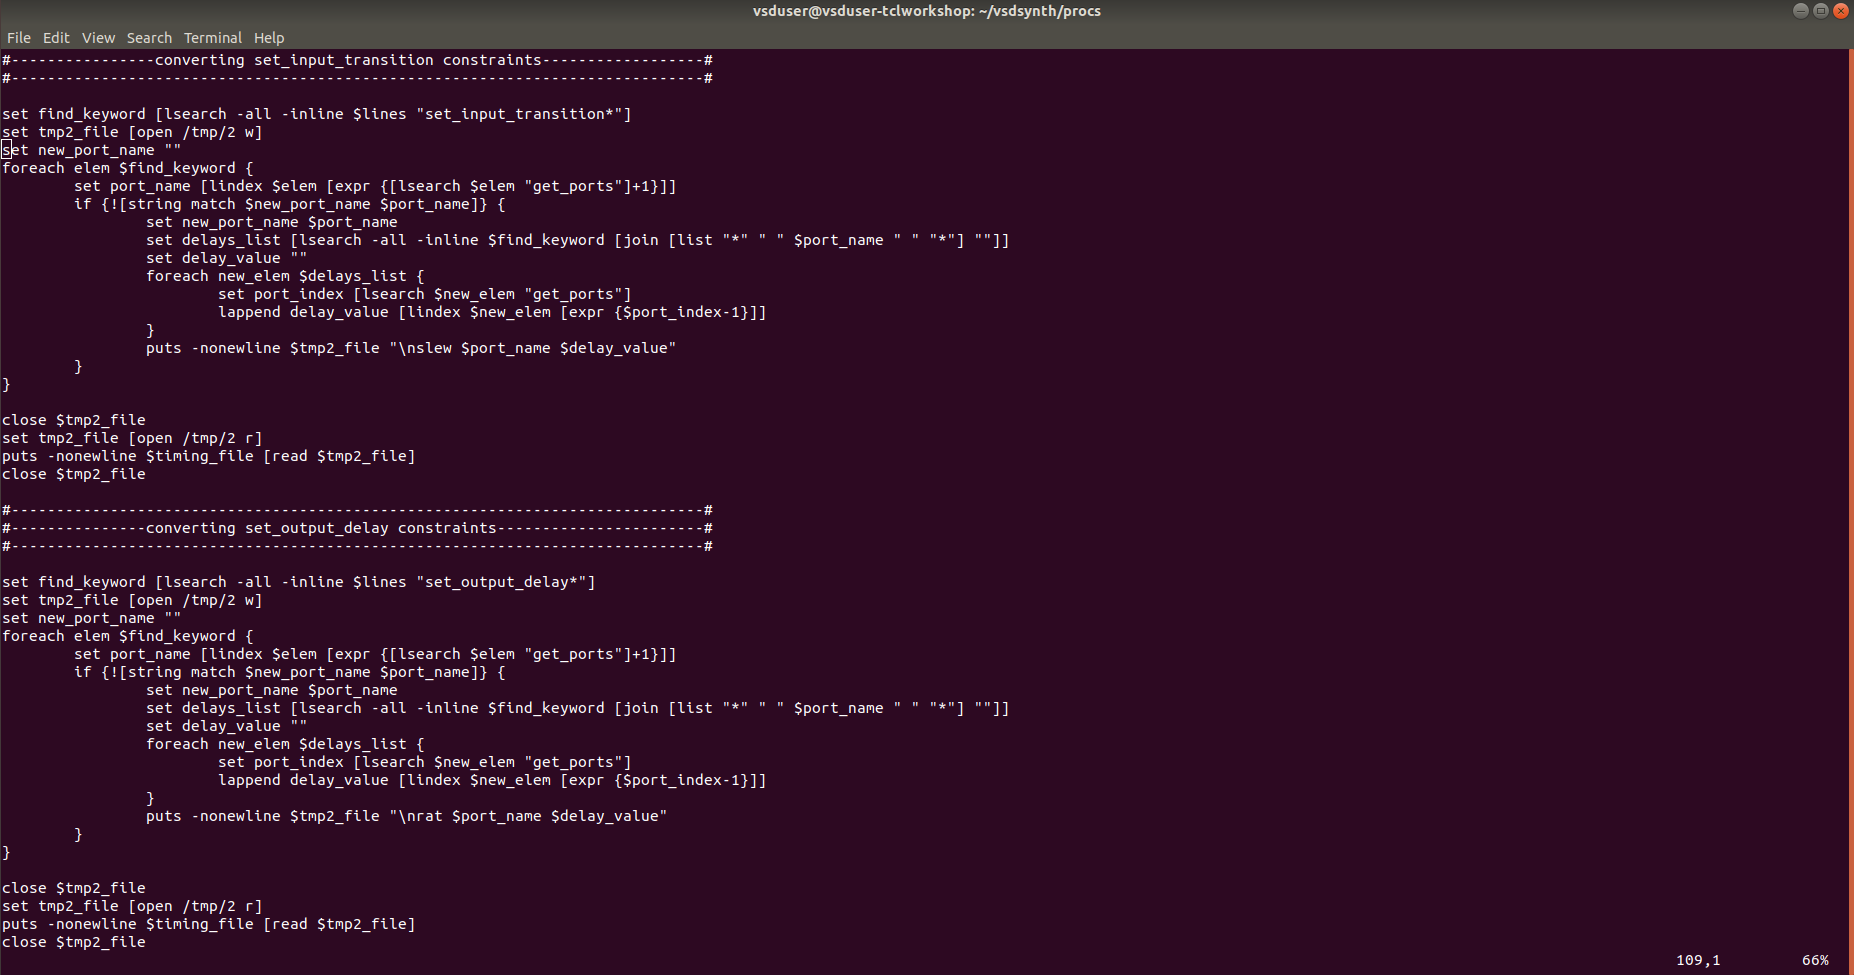 vsduser@vsduser-tclworkshop: ~/vsdsynth/procs
File Edit View Search Terminal Help
#----------------converting set_input_transition constraints------------------#
#-----------------------------------------------------------------------------#

set find_keyword [lsearch -all -inline $lines "set_input_transition*"]
set tmp2_file [open /tmp/2 w]
set new_port_name ""
foreach elem $find_keyword {
        set port_name [lindex $elem [expr {[lsearch $elem "get_ports"]+1}]]
        if {![string match $new_port_name $port_name]} {
                set new_port_name $port_name
                set delays_list [lsearch -all -inline $find_keyword [join [list "*" " " $port_name " " "*"] ""]]
                set delay_value ""
                foreach new_elem $delays_list {
                        set port_index [lsearch $new_elem "get_ports"]
                        lappend delay_value [lindex $new_elem [expr {$port_index-1}]]
                }
                puts -nonewline $tmp2_file "\nslew $port_name $delay_value"
        }
}

close $tmp2_file
set tmp2_file [open /tmp/2 r]
puts -nonewline $timing_file [read $tmp2_file]
close $tmp2_file

#-----------------------------------------------------------------------------#
#---------------converting set_output_delay constraints-----------------------#
#-----------------------------------------------------------------------------#

set find_keyword [lsearch -all -inline $lines "set_output_delay*"]
set tmp2_file [open /tmp/2 w]
set new_port_name ""
foreach elem $find_keyword {
        set port_name [lindex $elem [expr {[lsearch $elem "get_ports"]+1}]]
        if {![string match $new_port_name $port_name]} {
                set new_port_name $port_name
                set delays_list [lsearch -all -inline $find_keyword [join [list "*" " " $port_name " " "*"] ""]]
                set delay_value ""
                foreach new_elem $delays_list {
                        set port_index [lsearch $new_elem "get_ports"]
                        lappend delay_value [lindex $new_elem [expr {$port_index-1}]]
                }
                puts -nonewline $tmp2_file "\nrat $port_name $delay_value"
        }
}

close $tmp2_file
set tmp2_file [open /tmp/2 r]
puts -nonewline $timing_file [read $tmp2_file]
close $tmp2_file
109,1 66%